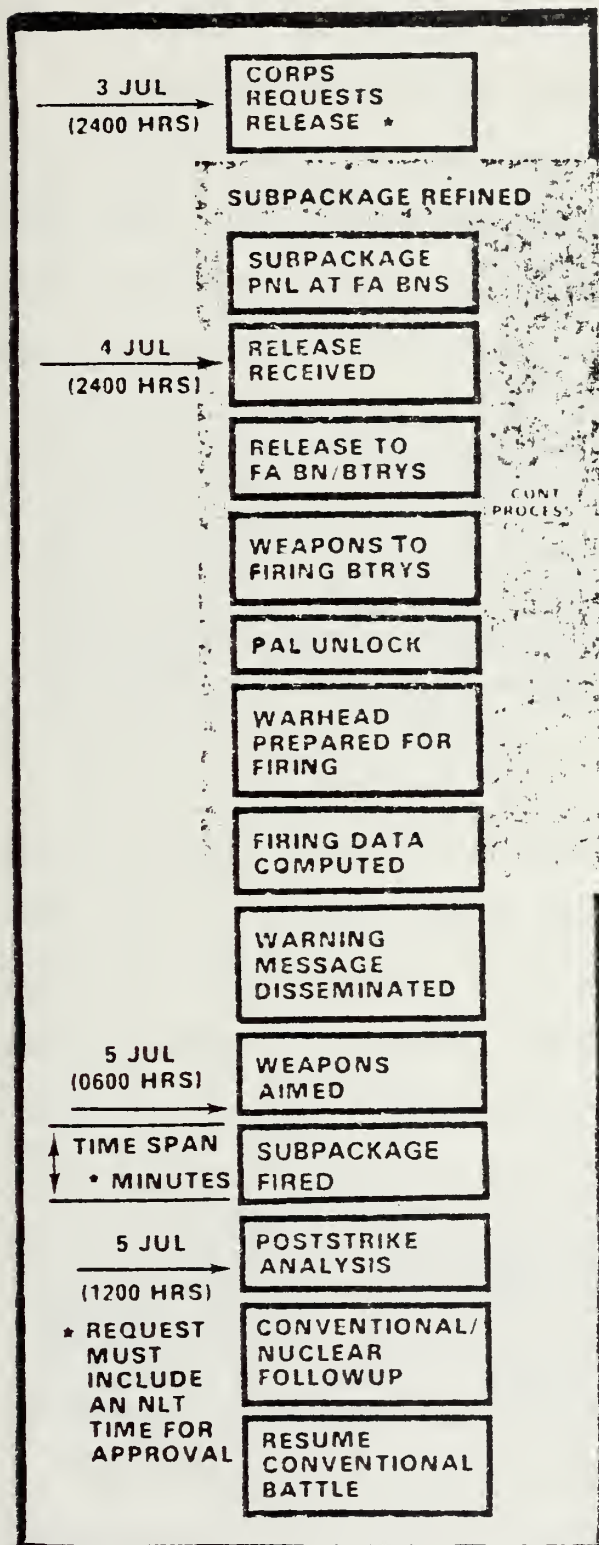 3 JUL
(2400 HRS)
CORPS
REQUESTS
RELEASE *
SUBPACKAGE REFINED
SUBPACKAGE
PNL AT FA BNS
4 JUL
(2400 HRS)
RELEASE
RECEIVED
RELEASE TO
FA BN/BTRYS
CONT
PROCESS
WEAPONS TO
FIRING BTRYS
PAL UNLOCK
WARHEAD
PREPARED FOR
FIRING
FIRING DATA
COMPUTED
WARNING
MESSAGE
DISSEMINATED
5 JUL
(0600 HRS)
WEAPONS
AIMED
TIME SPAN
* MINUTES
SUBPACKAGE
FIRED
5 JUL
(1200 HRS)
POSTSTRIKE
ANALYSIS
* REQUEST
MUST
INCLUDE
AN NLT
TIME FOR
APPROVAL
CONVENTIONAL/
NUCLEAR
FOLLOWUP
RESUME
CONVENTIONAL
BATTLE